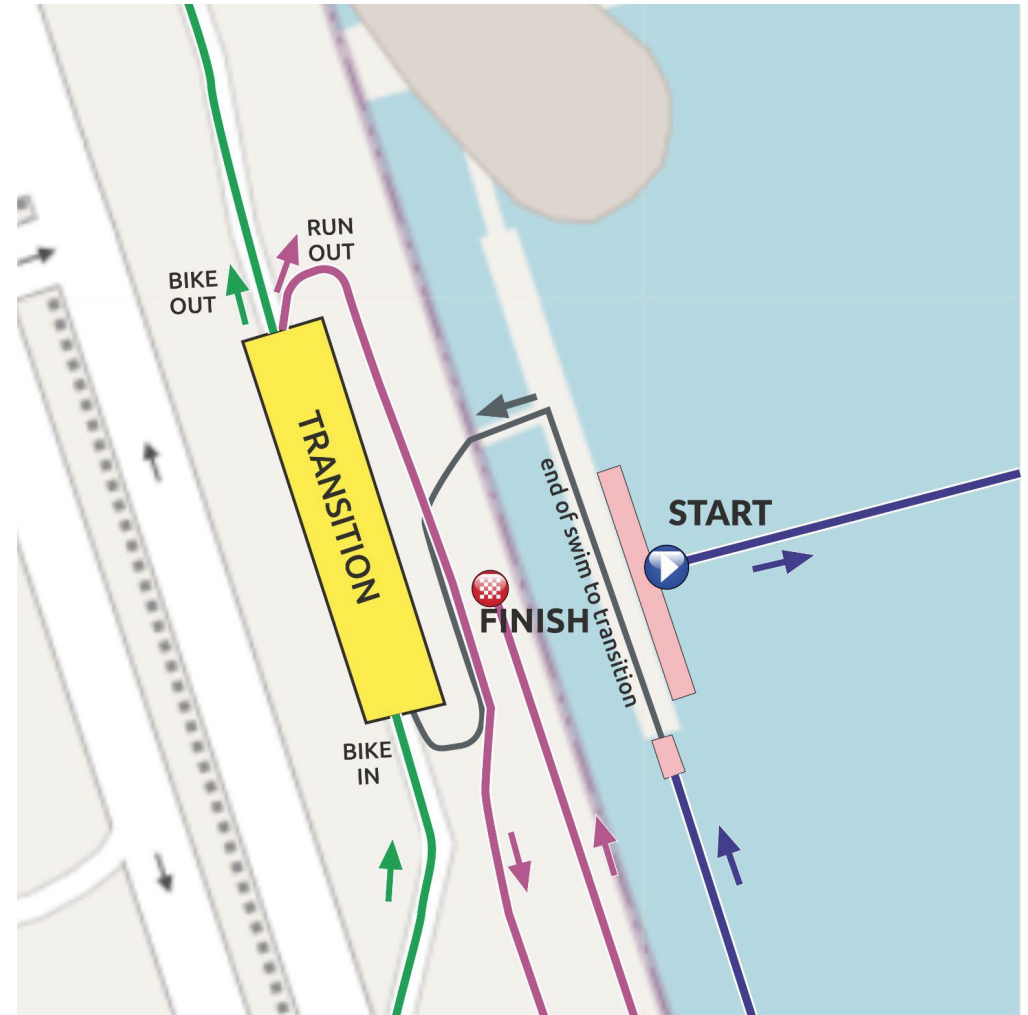 RUN
OUT
BIKE
OUT
TRANSITION
end of swim to transition
START
FINISH
BIKE
IN